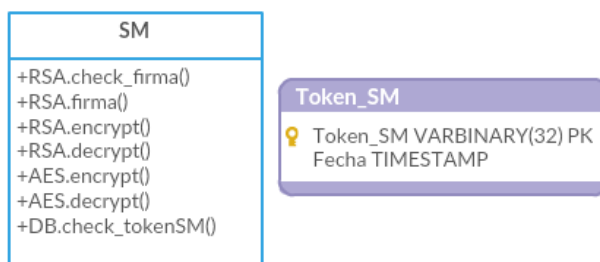 SM
+RSA.check_firma()
+RSA.firma()
+RSA.encrypt()
+RSA.decrypt()
+AES.encrypt()
+AES.decrypt()
+DB.check_tokenSM()
Token_SM
Token_SM VARBINARY(32) PK
Fecha TIMESTAMP